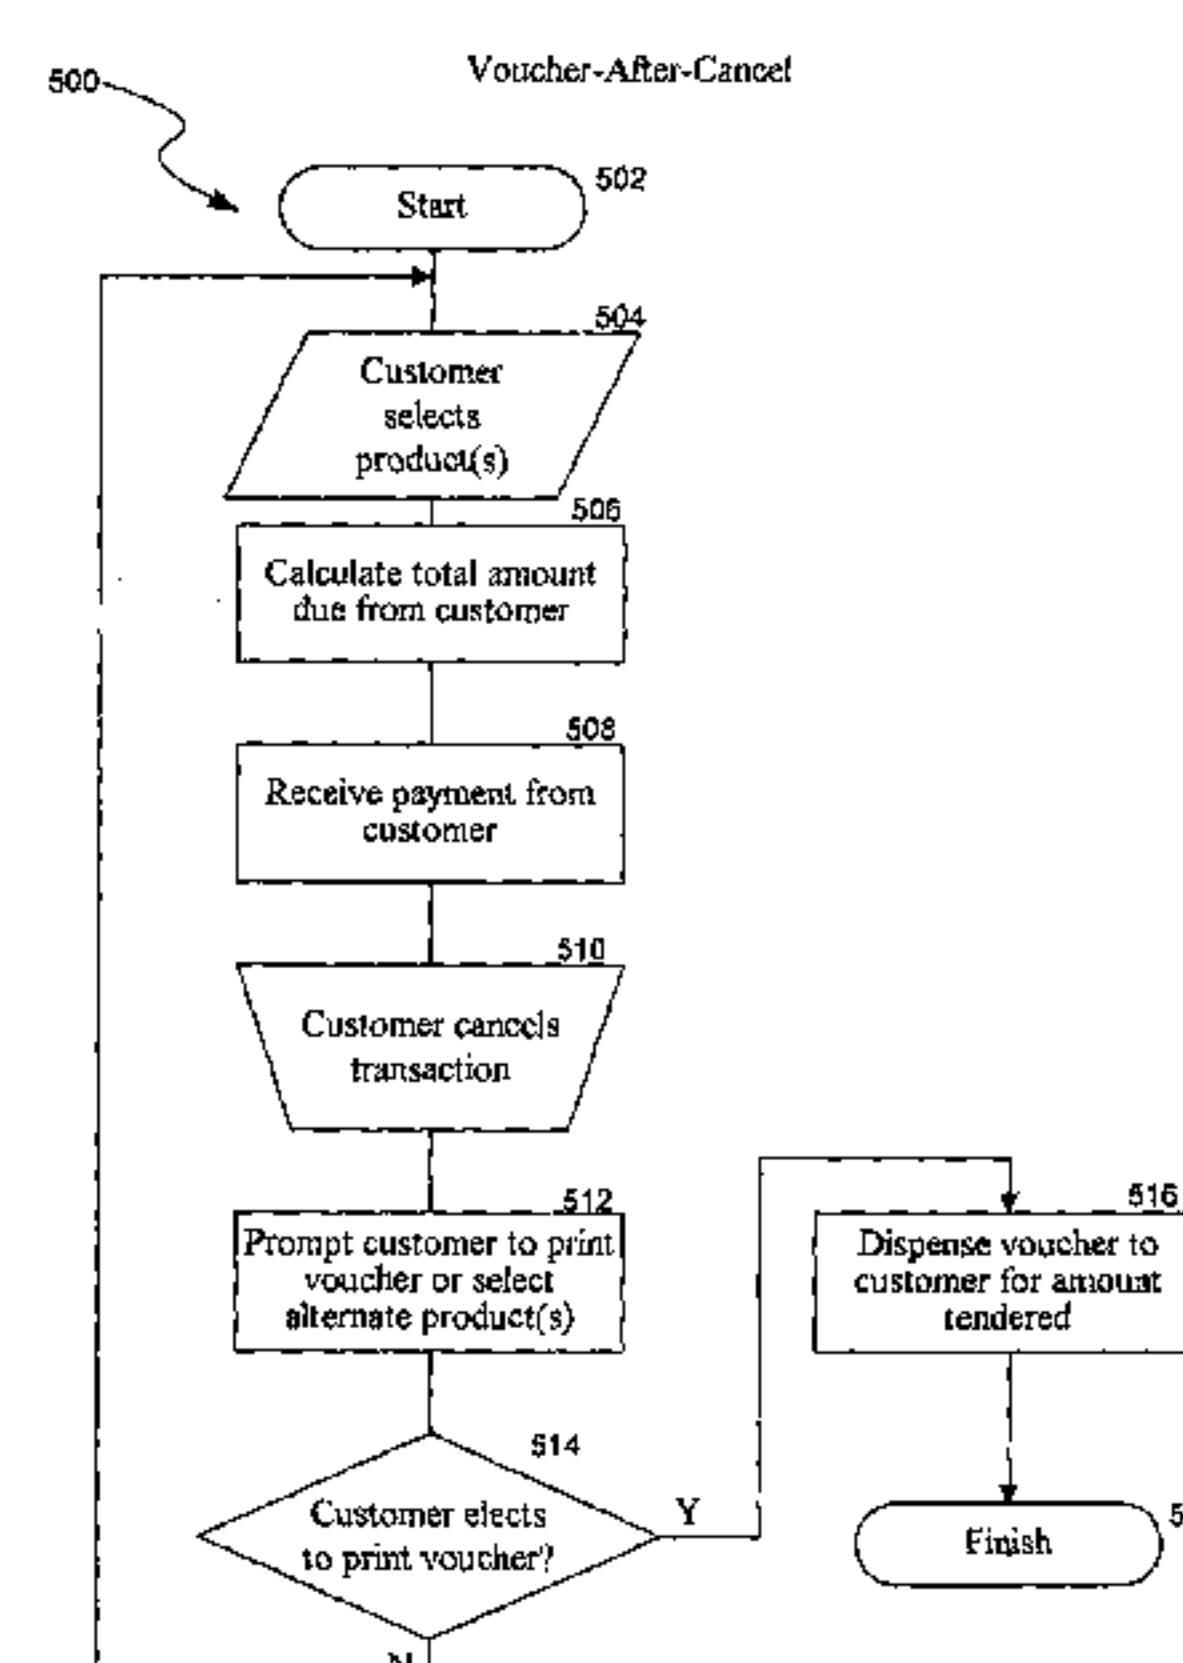 Voucher-After-Cancel
500
502
Start
504
Customer
selects
product(s)
506
Calculate total amount
due from customer
508
Receive payment from
customer
510
Customer cancels
transaction
512
Prompt customer to print
voucher or select
alternate product(s)
516
Dispense voucher to
customer for amount
tendered
514
Customer elects
to print voucher?
Y
Finish
N